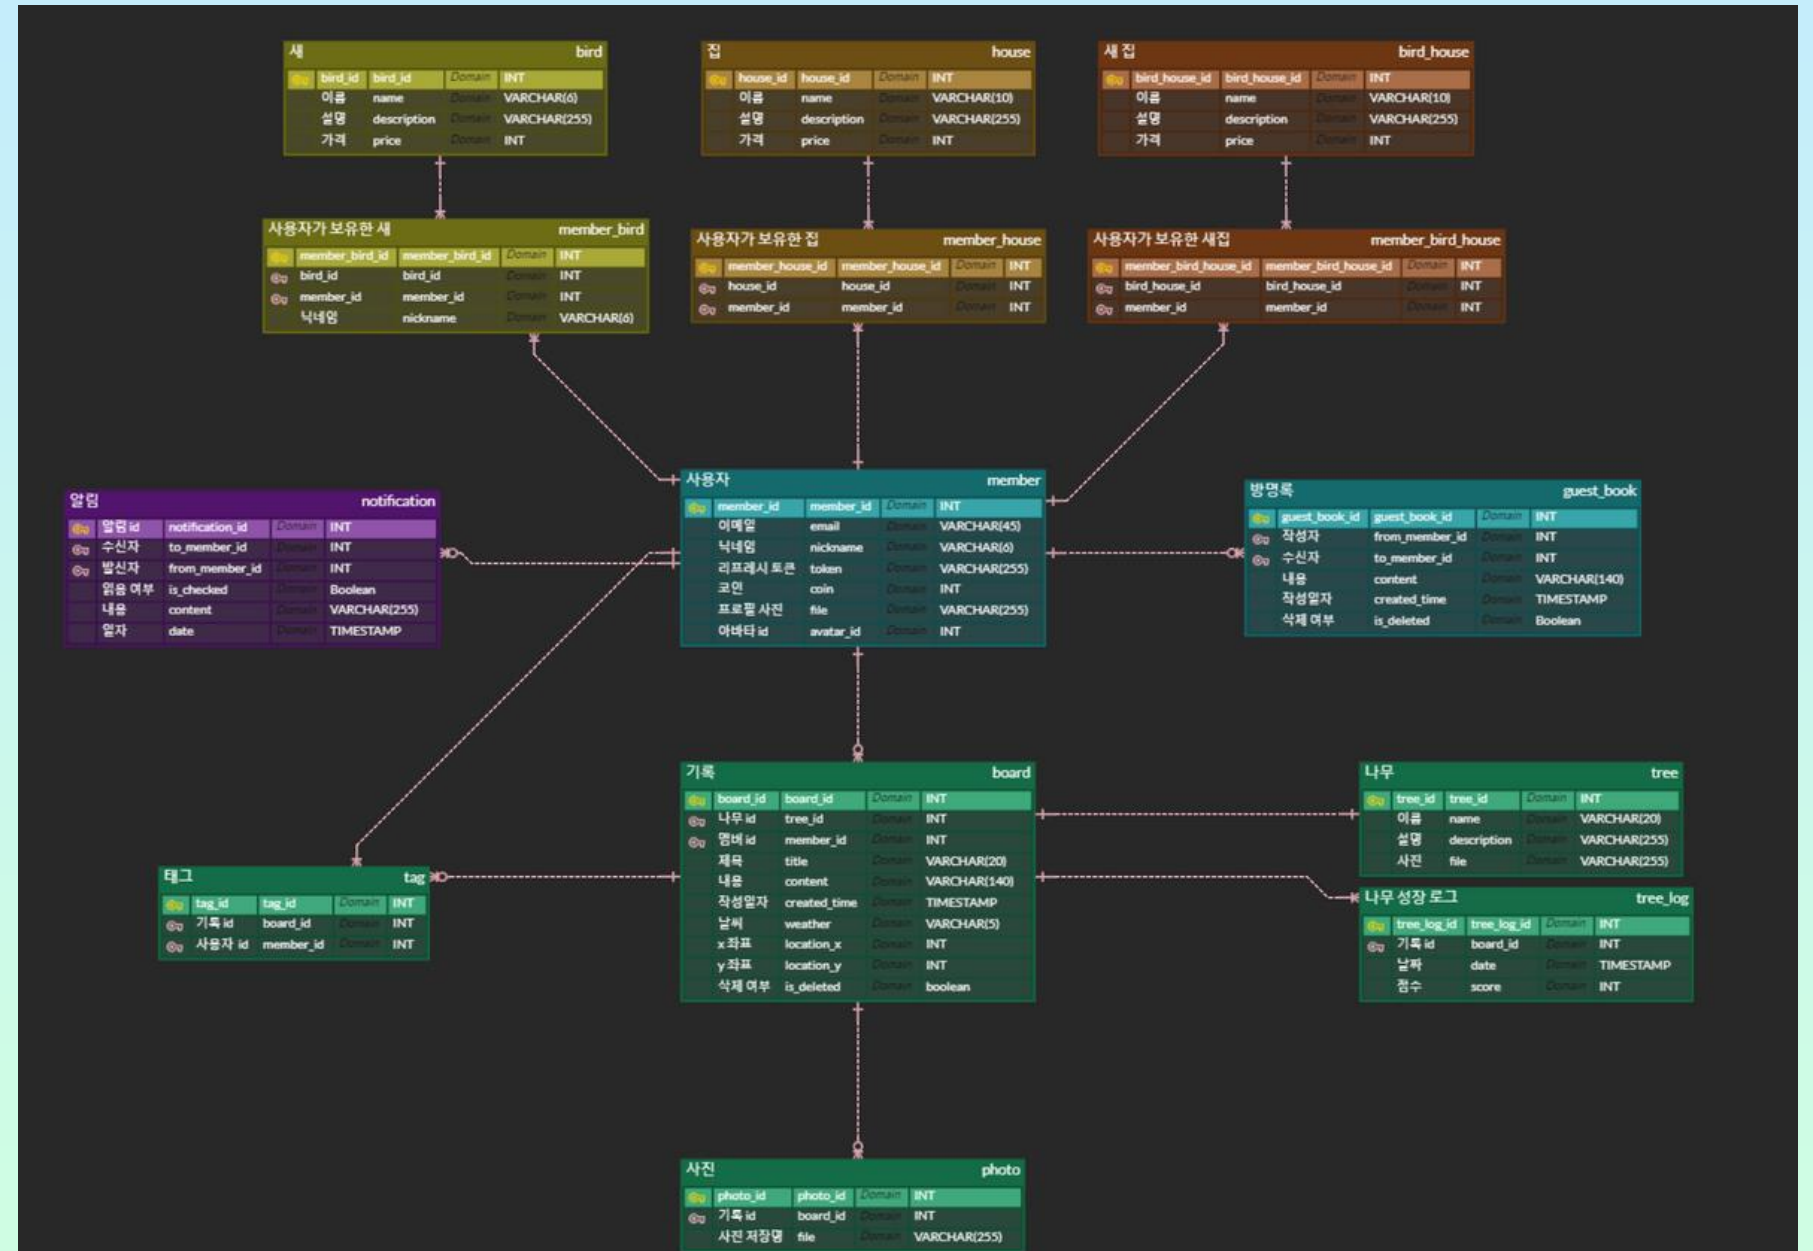 새 bird
bird_id bird_id Domain INT
이름 name Domain VARCHAR(6)
설명 description Domain VARCHAR(255)
가격 price Domain INT
집 house
house_id house_id Domain INT
이름 name Domain VARCHAR(10)
설명 description Domain VARCHAR(255)
가격 price Domain INT
새 집 bird_house
bird_house_id bird_house_id Domain INT
이름 name Domain VARCHAR(10)
설명 description Domain VARCHAR(255)
가격 price Domain INT
사용자가 보유한 새 member_bird
member_bird_id member_bird_id Domain INT
bird_id bird_id Domain INT
member_id member_id Domain INT
닉네임 nickname Domain VARCHAR(6)
사용자가 보유한 집 member_house
member_house_id member_house_id Domain INT
house_id house_id Domain INT
member_id member_id Domain INT
사용자가 보유한 새집 member_bird_house
member_bird_house_id member_bird_house_id Domain INT
bird_house_id bird_house_id Domain INT
member_id member_id Domain INT
알림 notification
알림 id notification_id Domain INT
수신자 to_member_id Domain INT
발신자 from_member_id Domain INT
읽음 여부 is_checked Domain Boolean
내용 content Domain VARCHAR(255)
일자 date Domain TIMESTAMP
사용자 member
member_id member_id Domain INT
이메일 email Domain VARCHAR(45)
닉네임 nickname Domain VARCHAR(6)
리프레시 토큰 token Domain VARCHAR(255)
코인 coin Domain INT
프로필 사진 file Domain VARCHAR(255)
아바타 id avatar_id Domain INT
방명록 guest_book
guest_book_id guest_book_id Domain INT
작성자 from_member_id Domain INT
수신자 to_member_id Domain INT
내용 content Domain VARCHAR(140)
작성일자 created_time Domain TIMESTAMP
삭제 여부 is_deleted Domain Boolean
기록 board
board_id board_id Domain INT
나무 id tree_id Domain INT
멤버 id member_id Domain INT
제목 title Domain VARCHAR(20)
내용 content Domain VARCHAR(140)
작성일자 created_time Domain TIMESTAMP
날씨 weather Domain VARCHAR(5)
x 좌표 location_x Domain INT
y 좌표 location_y Domain INT
삭제 여부 is_deleted Domain boolean
나무 tree
tree_id tree_id Domain INT
이름 name Domain VARCHAR(20)
설명 description Domain VARCHAR(255)
사진 file Domain VARCHAR(255)
태그 tag
tag_id tag_id Domain INT
기록 id board_id Domain INT
사용자 id member_id Domain INT
나무 성장 로그 tree_log
tree_log_id tree_log_id Domain INT
기록 id board_id Domain INT
날짜 date Domain TIMESTAMP
점수 score Domain INT
사진 photo
photo_id photo_id Domain INT
기록 id board_id Domain INT
사진 저장명 file Domain VARCHAR(255)